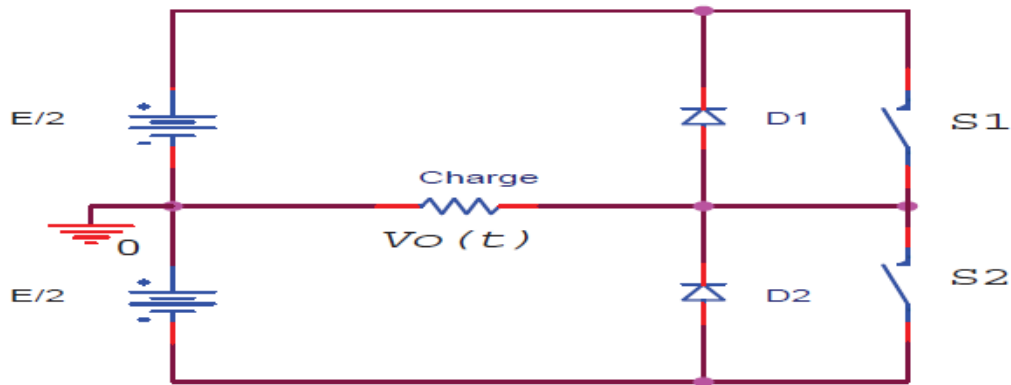 E/2
+
-
D1
S1
Charge
Vo(t)
0
E/2
+
-
D2
S2